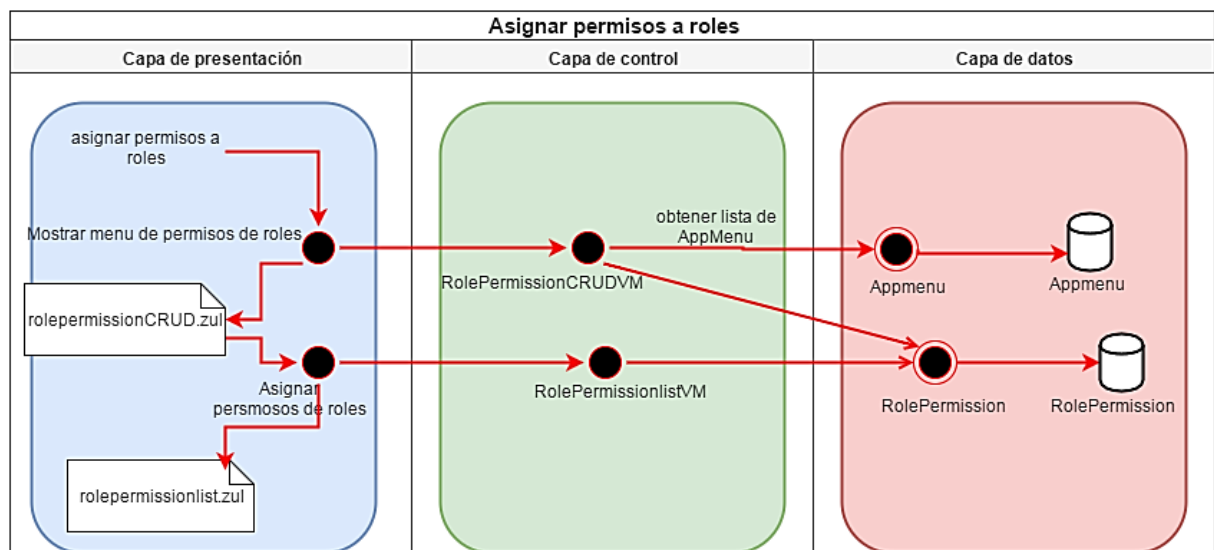 Asignar permisos a roles
Capa de presentación
Capa de control
Capa de datos
asignar permisos a
roles
Mostrar menu de permisos de roles
rolepermissionCRUD.zul
Asignar
persmosos de roles
rolepermissionlist.zul
RolePermissionCRUDVM
obtener lista de
AppMenu
RolePermissionlistVM
Appmenu
Appmenu
RolePermission
RolePermission